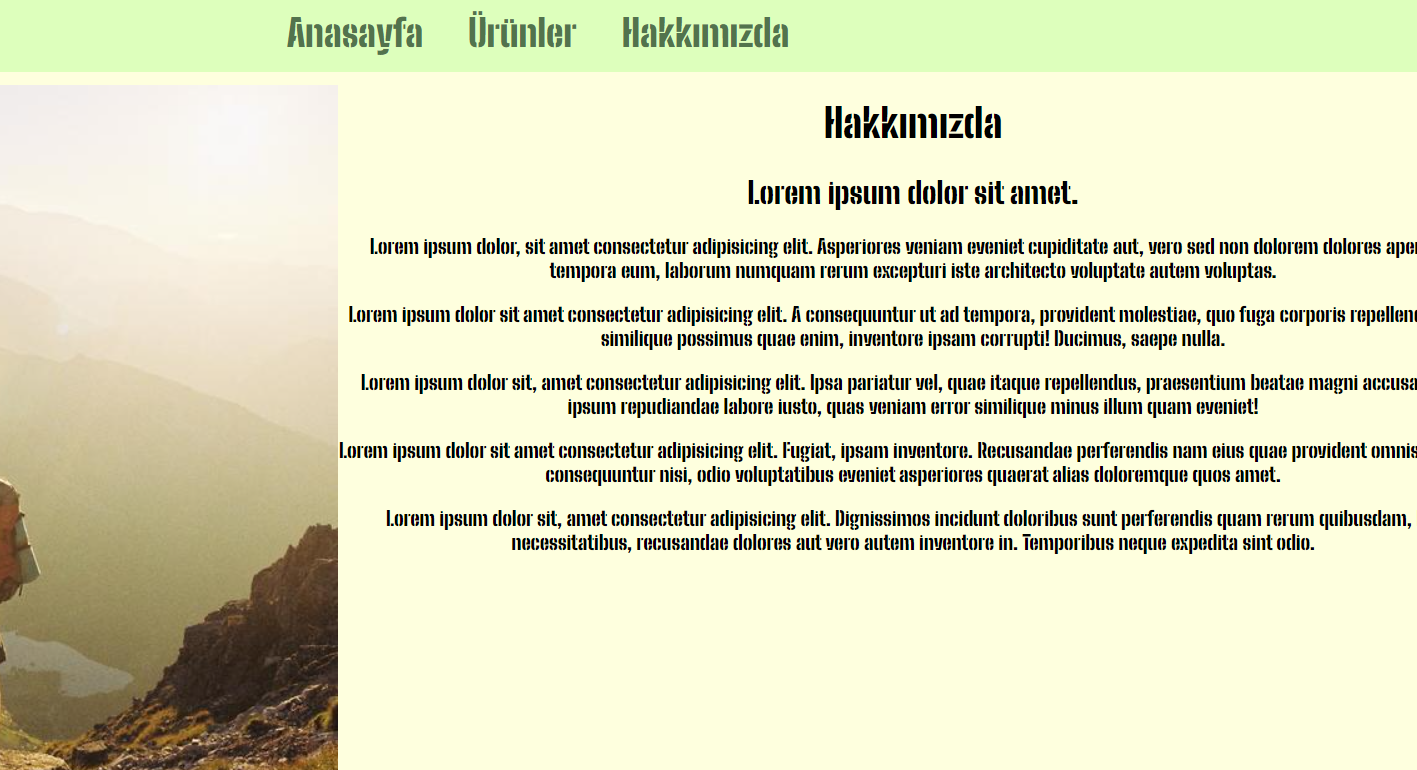 Anasayfa Ürünler Hakkımızda
Hakkımızda
Lorem ipsum dolor sit amet.
Lorem ipsum dolor, sit amet consectetur adipisicing elit. Asperiores veniam eveniet cupiditate aut, vero sed non dolorem dolores
tempora eum, laborum numquam rerum excepturi iste architecto voluptate autem voluptas.
Lorem ipsum dolor sit amet consectetur adipisicing elit. A consequuntur ut ad tempora, provident molestiae, quo fuga corporis
similique possimus quae enim, inventore ipsam corrupti! Ducimus, saepe nulla.
Lorem ipsum dolor sit, amet consectetur adipisicing elit. Ipsa pariatur vel, quae itaque repellendus, praesentium beatae magni
ipsum repudiandae labore iusto, quas veniam error similique minus illum quam eveniet!
Lorem ipsum dolor sit amet consectetur adipisicing elit. Fugiat, ipsam inventore. Recusandae perferendis nam eius quae provident omnis
consequuntur nisi, odio voluptatibus eveniet asperiores quaerat alias doloremque quos amet.
Lorem ipsum dolor sit, amet consectetur adipisicing elit. Dignissimos incidunt doloribus sunt perferendis quam rerum quibusdam,
necessitatibus, recusandae dolores aut vero autem inventore in. Temporibus neque expedita sint odio.